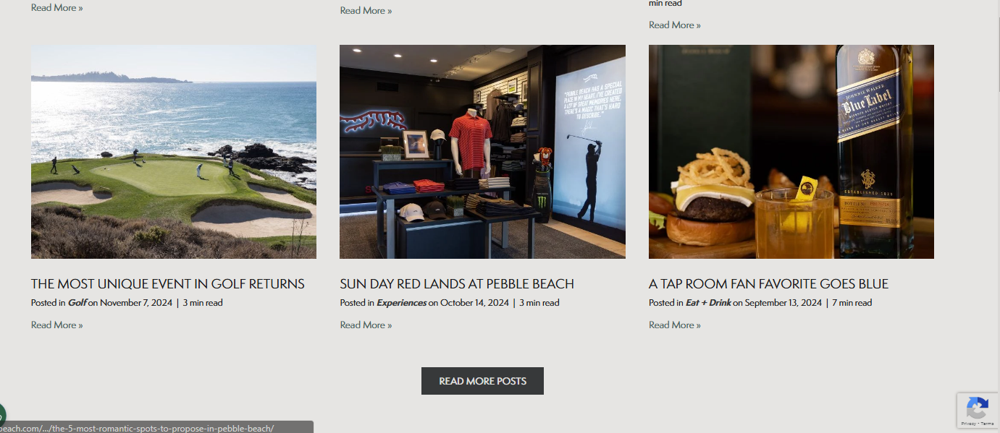 Read More »
Read More »
min read
Read More »
"PEBBLE BEACH HAS A SPECIAL
PLACE IN MY HEART. I'VE CREATED
A LOT OF GREAT MEMORIES HERE.
THERE'S A MAGIC THAT'S HARD
TO DESCRIBE."
JOHNNIE WALKER
Blue Label
BLENDED SCOTCH WHISKY
ESTABLISHED 1820
THE MOST UNIQUE EVENT IN GOLF RETURNS
Posted in Golf on November 7, 2024 | 3 min read
Read More »
SUN DAY RED LANDS AT PEBBLE BEACH
Posted in Experiences on October 14, 2024 | 3 min read
Read More »
A TAP ROOM FAN FAVORITE GOES BLUE
Posted in Eat + Drink on September 13, 2024 | 7 min read
Read More »
READ MORE POSTS
Privacy - Terms
beach.com/.../the-5-most-romantic-spots-to-propose-in-pebble-beach/